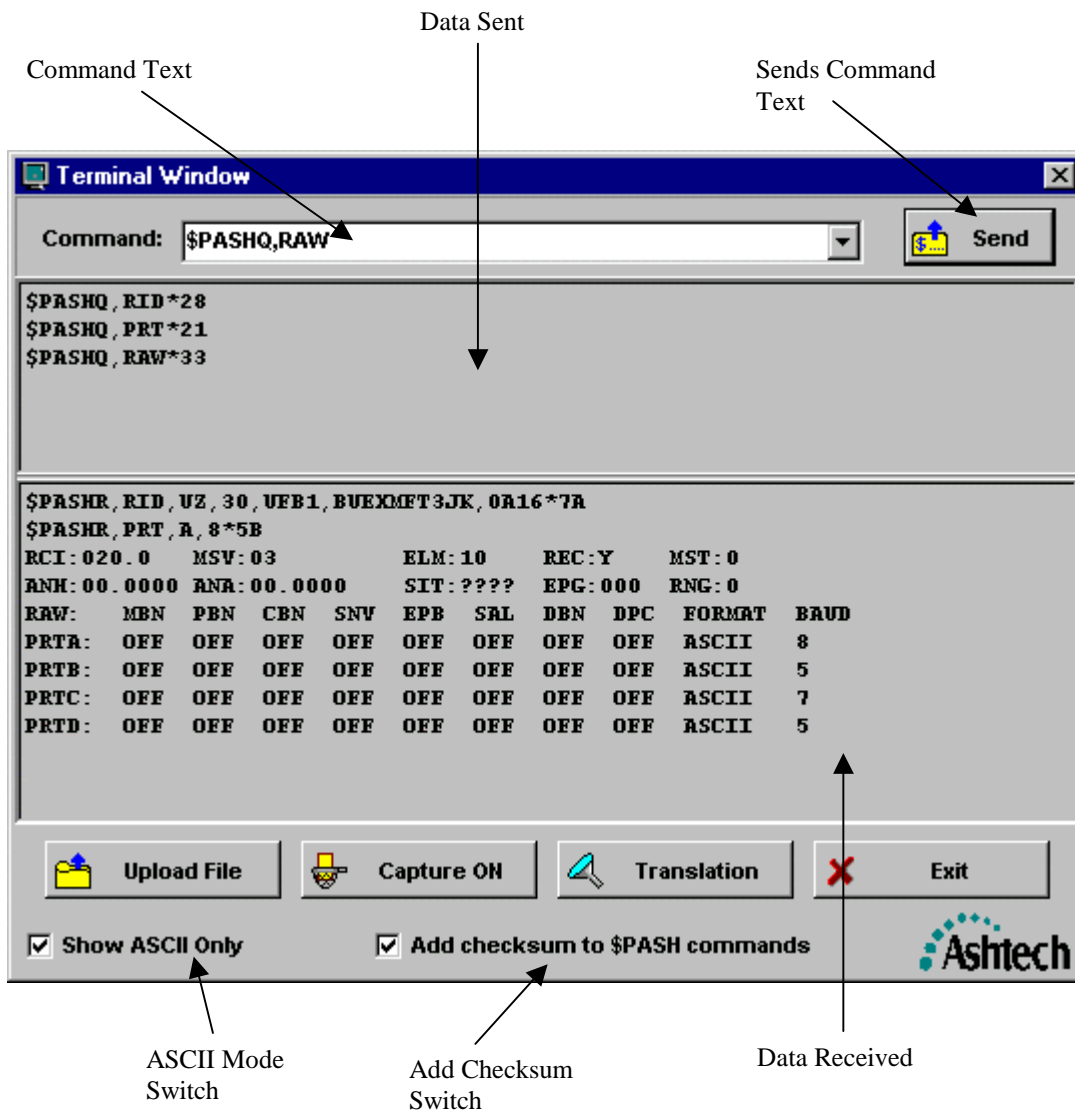 Data Sent
Command Text
Sends Command
Text
Terminal Window
Command: $PASHQ,RAW
$... Send
$PASHQ,RID*28
$PASHQ,PRT*21
$PASHQ,RAW*33
$PASHR,RID,UZ,30,UFB1,BUEXMFT3JK,0A16*7A
$PASHR,PRT,A,8*5B
RCI:020.0 MSV:03 ELM:10 REC:Y MST:0
ANH:00.0000 ANA:00.0000 SIT:???? EPG:000 RNG:0
RAW: MBN PBN CBN SNV EPB SAL DBN DPC FORMAT BAUD
PRTA: OFF OFF OFF OFF OFF OFF OFF OFF ASCII 8
PRTB: OFF OFF OFF OFF OFF OFF OFF OFF ASCII 5
PRTC: OFF OFF OFF OFF OFF OFF OFF OFF ASCII 7
PRTD: OFF OFF OFF OFF OFF OFF OFF OFF ASCII 5
Upload File Capture ON Translation Exit
Show ASCII Only Add checksum to $PASH commands Ashtech
ASCII Mode
Switch
Add Checksum
Switch
Data Received